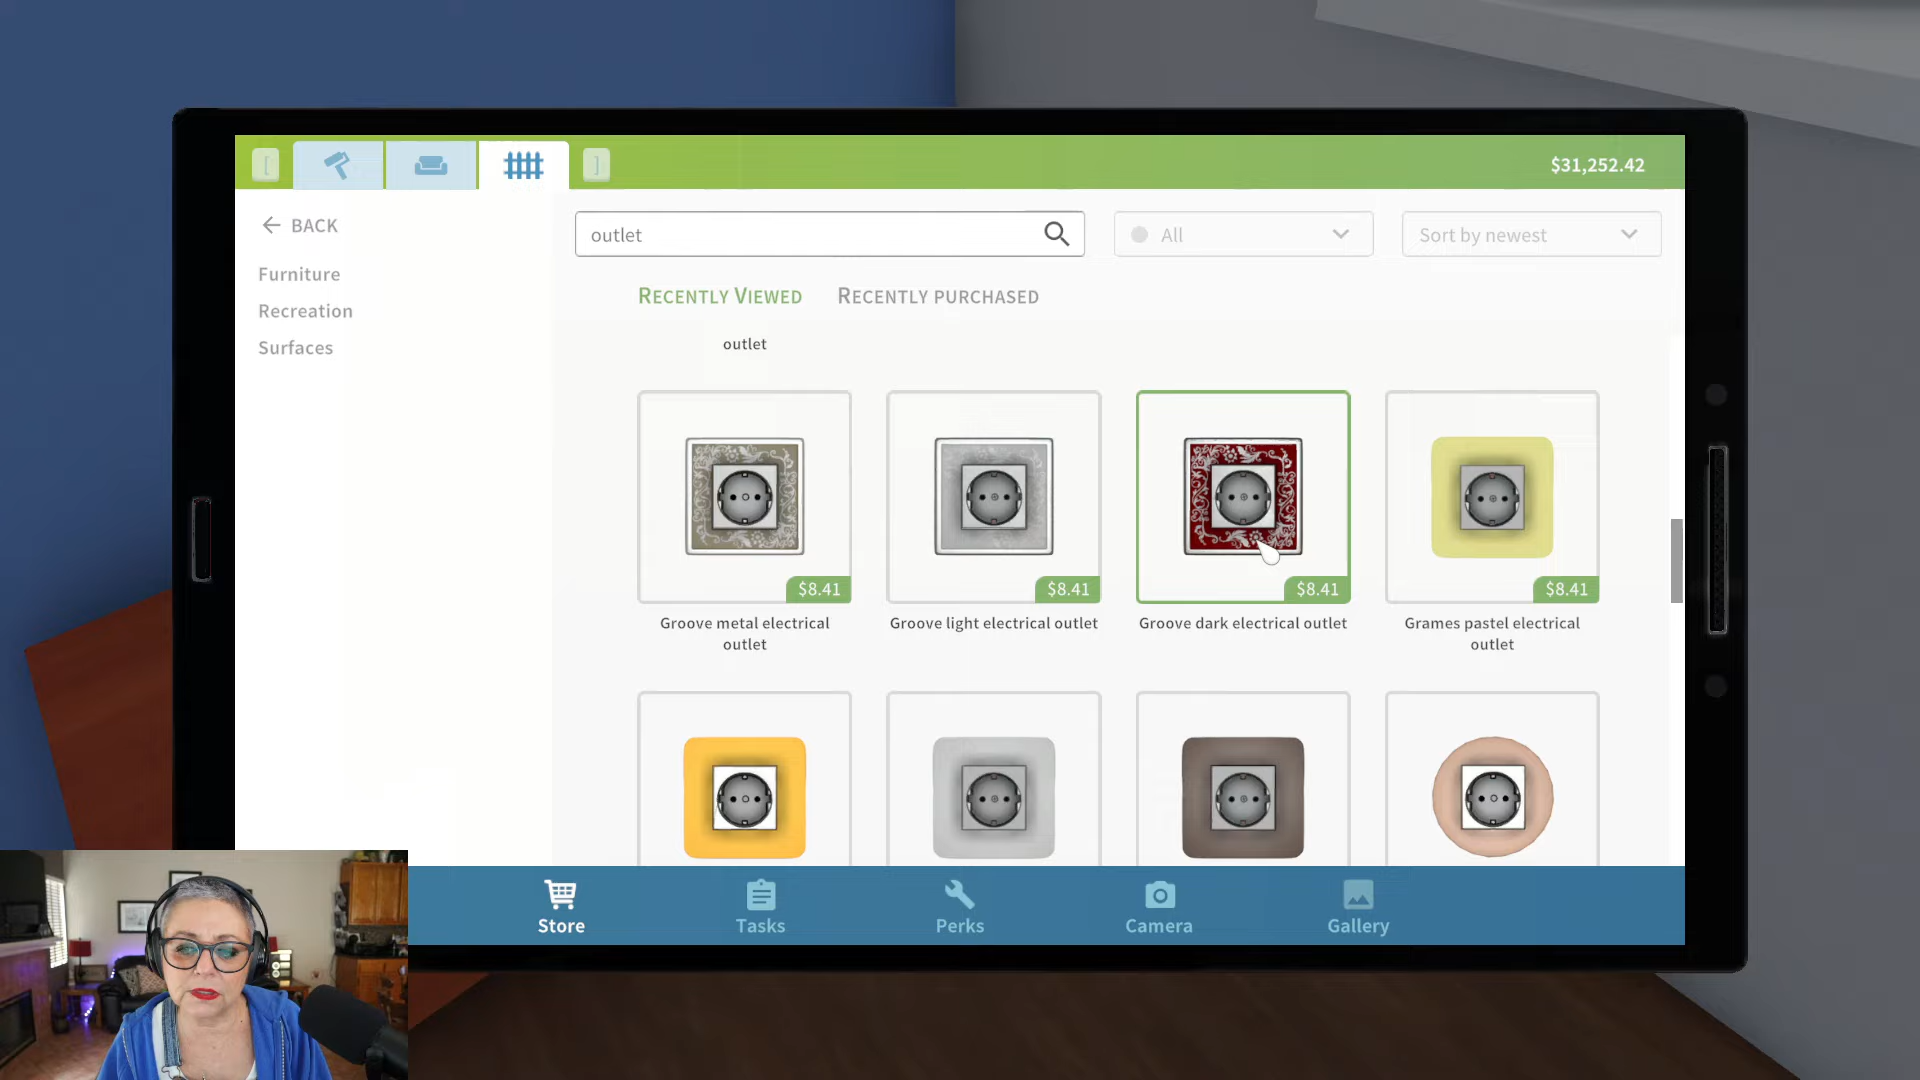 [
]
$31,252.42
BACK
outlet
All
Sort by newest
Furniture
Recreation
Surfaces
RECENTLY VIEWED
RECENTLY PURCHASED
outlet
$8.41
$8.41
$8.41
$8.41
Groove metal electrical
outlet
Groove light electrical outlet
Groove dark electrical outlet
Grames pastel electrical
outlet
Store
Tasks
Perks
Camera
Gallery